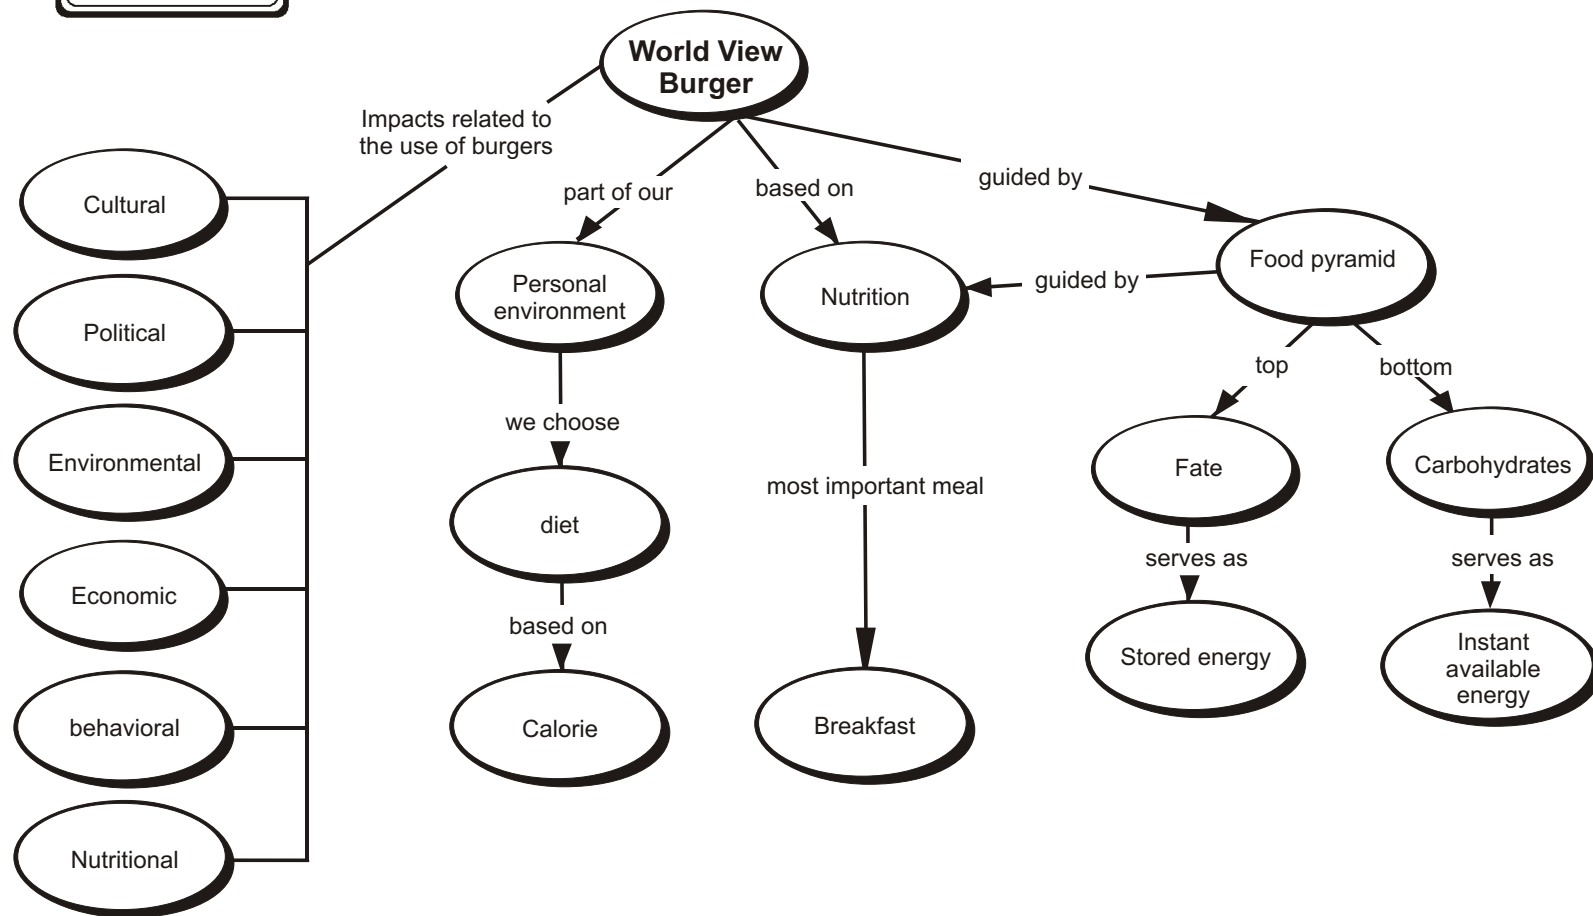 World View
Burger
Impacts related to
the use of burgers
part of our
based on
guided by
Cultural
Political
Environmental
Economic
behavioral
Nutritional
Personal
environment
Nutrition
guided by
Food pyramid
we choose
diet
based on
Calorie
most important meal
Breakfast
top
bottom
Fate
Carbohydrates
serves as
serves as
Stored energy
Instant
available
energy